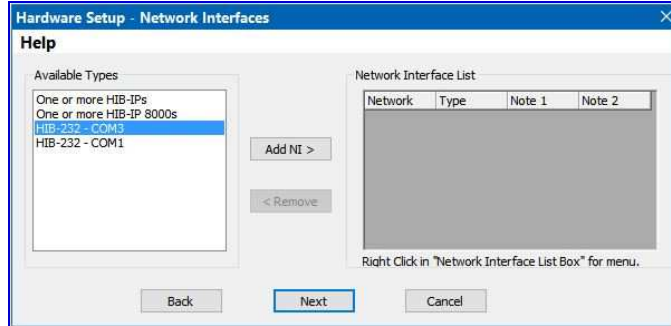 Hardware Setup - Network Interfaces
Help
Available Types
One or more HIB-IPs
One or more HIB-IP 8000s
HIB-232 - COM3
HIB-232 - COM1
Add NI >
< Remove
Network Interface List
Network Type Note 1 Note 2
Right Click in "Network Interface List Box" for menu.
Back Next Cancel